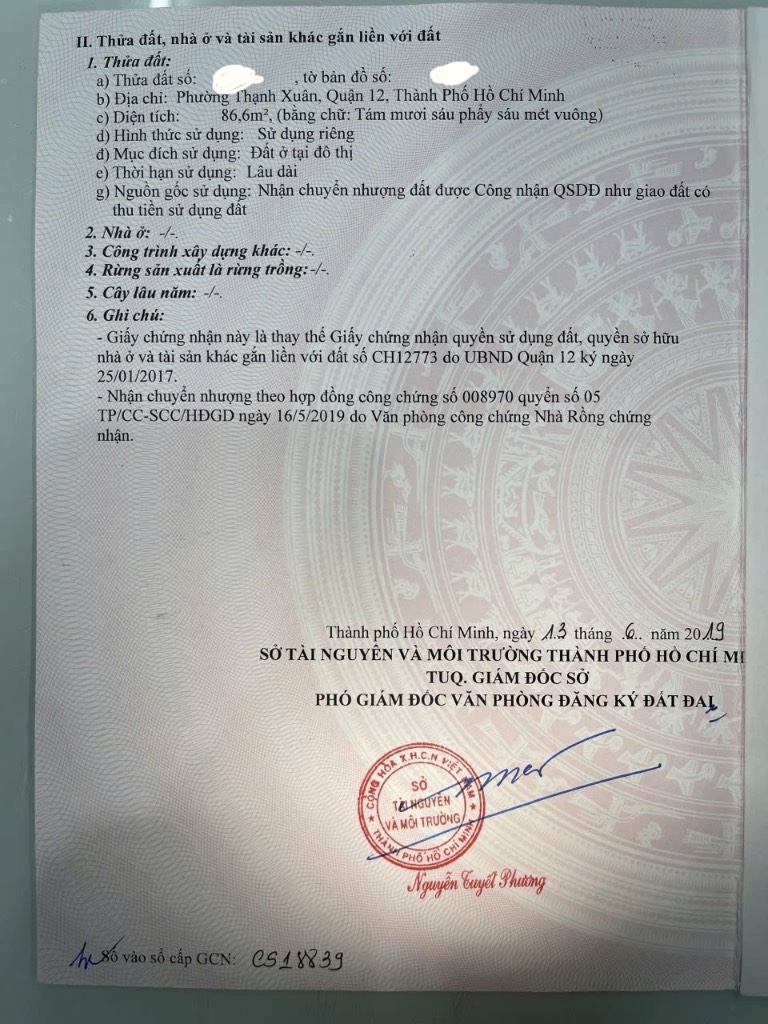 II. Thửa đất, nhà ở và tài sản khác gắn liền với đất
1. Thửa đất:
a) Thửa đất số: , tờ bản đồ số:
b) Địa chỉ: Phường Thạnh Xuân, Quận 12, Thành Phố Hồ Chí Minh
c) Diện tích: 86,6m², (bằng chữ: Tám mươi sáu phẩy sáu mét vuông)
d) Hình thức sử dụng: Sử dụng riêng
đ) Mục đích sử dụng: Đất ở tại đô thị
e) Thời hạn sử dụng: Lâu dài
g) Nguồn gốc sử dụng: Nhận chuyển nhượng đất được Công nhận QSDĐ như giao đất có
thu tiền sử dụng đất
2. Nhà ở: -/-.
3. Công trình xây dựng khác: -/-.
4. Rừng sản xuất là rừng trồng:-/-.
5. Cây lâu năm: -/-.
6. Ghi chú:
- Giấy chứng nhận này là thay thế Giấy chứng nhận quyền sử dụng đất, quyền sở hữu
nhà ở và tài sản khác gắn liền với đất số CH12773 do UBND Quận 12 ký ngày
25/01/2017.
- Nhận chuyển nhượng theo hợp đồng công chứng số 008970 quyển số 05
TP/CC-SCC/HĐGD ngày 16/5/2019 do Văn phòng công chứng Nhà Rồng chứng
nhận.
Thành phố Hồ Chí Minh, ngày 13 tháng .6.. năm 2019
SỞ TÀI NGUYÊN VÀ MÔI TRƯỜNG THÀNH PHỐ HỒ CHÍ MI
TUQ. GIÁM ĐỐC SỞ
PHÓ GIÁM ĐỐC VĂN PHÒNG ĐĂNG KÝ ĐẤT ĐAI
CỘNG HÒA X.H.C.N VIỆT NAM
SỞ
TÀI NGUYÊN
VÀ MÔI TRƯỜNG
THÀNH PHỐ HỒ CHÍ MINH
Nguyễn Tuyết Phương
Số vào sổ cấp GCN: CS18839